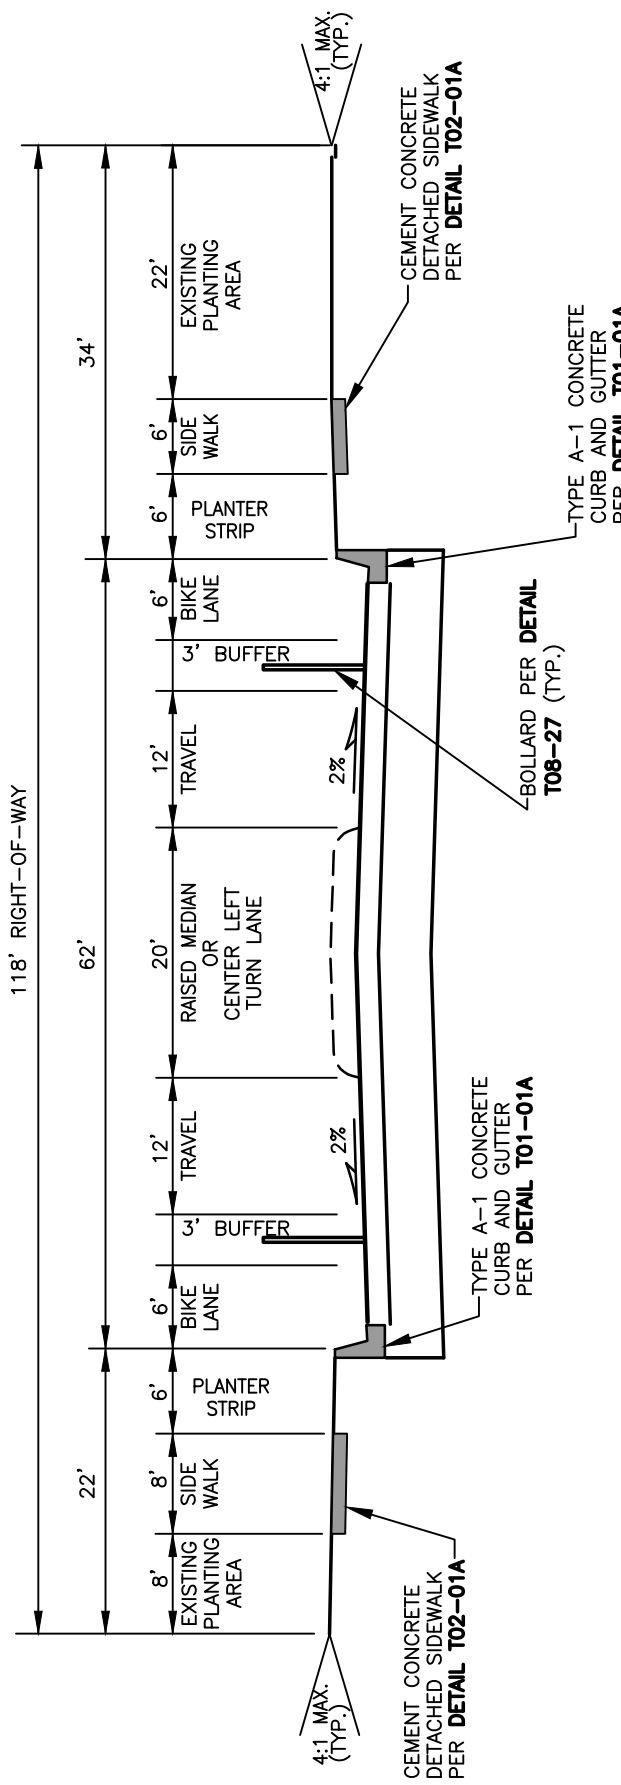 118' RIGHT-OF-WAY
22'
62'
34'
8'
EXISTING
PLANTING
AREA
8'
SIDE
WALK
6'
PLANTER
STRIP
6'
BIKE
LANE
3' BUFFER
12'
TRAVEL
20'
RAISED MEDIAN
OR
CENTER LEFT
TURN LANE
12'
TRAVEL
3' BUFFER
6'
BIKE
LANE
6'
PLANTER
STRIP
6'
SIDE
WALK
22'
EXISTING
PLANTING
AREA
4:1 MAX.
(TYP.)
2%
2%
4:1 MAX.
(TYP.)
CEMENT CONCRETE
DETACHED SIDEWALK
PER DETAIL T02-01A
TYPE A-1 CONCRETE
CURB AND GUTTER
PER DETAIL T01-01A
BOLLARD PER DETAIL
T08-27 (TYP.)
TYPE A-1 CONCRETE
CURB AND GUTTER
PER DETAIL T01-01A
CEMENT CONCRETE
DETACHED SIDEWALK
PER DETAIL T02-01A